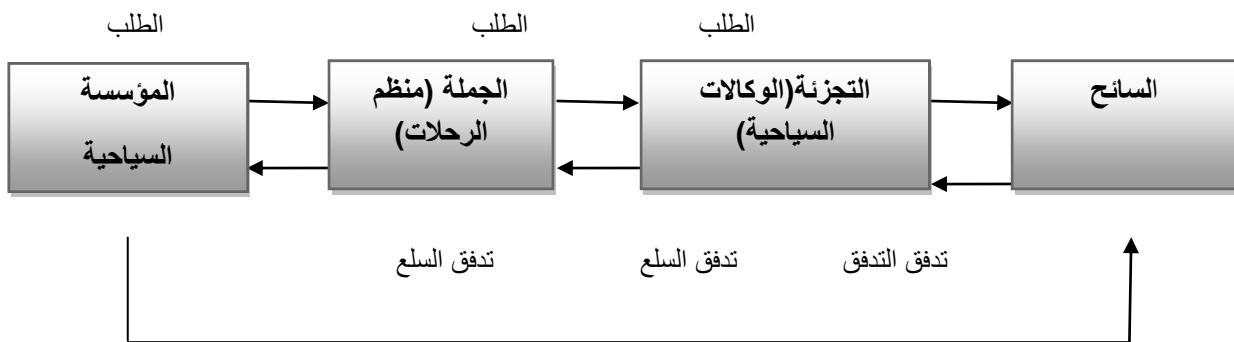 الطلب
الطلب
الطلب
السائح
التجزئة(الوكالات
السياحية)
الجملة (منظم
الرحلات)
المؤسسة
السياحية
تدفق التدفق
تدفق السلع
تدفق السلع